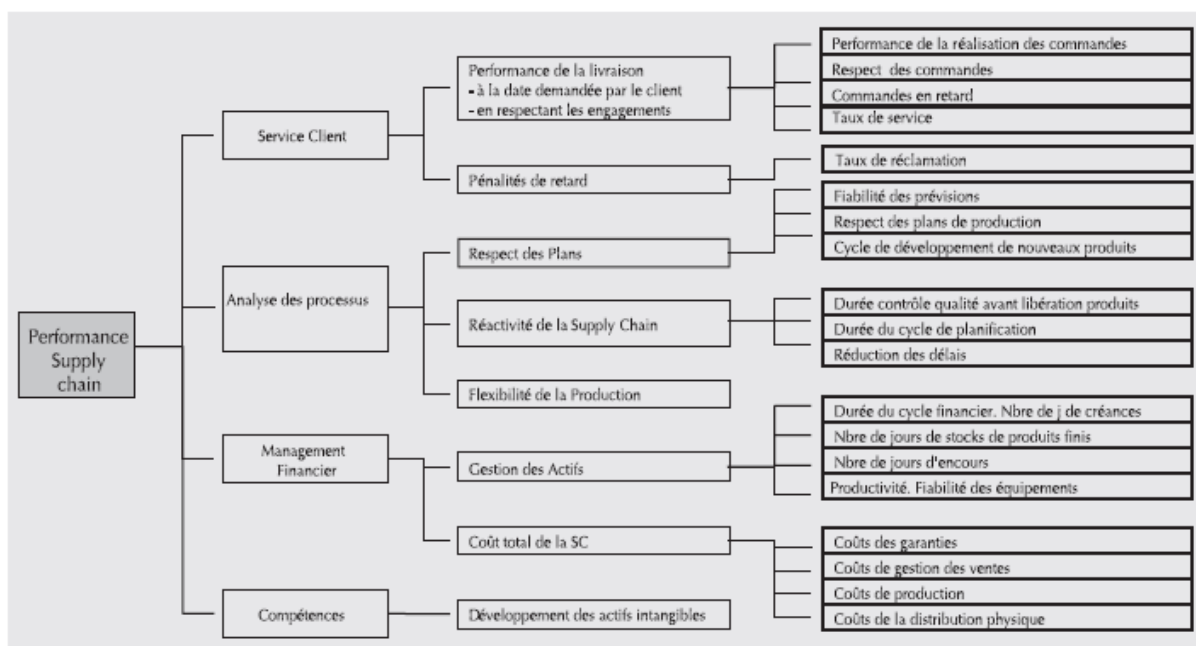 Performance
Supply
chain
Service Client
Analyse des processus
Management
Financier
Compétences
Performance de la livraison
- à la date demandée par le client
- en respectant les engagements
Pénalités de retard
Respect des Plans
Réactivité de la Supply Chain
Flexibilité de la Production
Gestion des Actifs
Coût total de la SC
Développement des actifs intangibles
Performance de la réalisation des commandes
Respect des commandes
Commandes en retard
Taux de service
Taux de réclamation
Fiabilité des prévisions
Respect des plans de production
Cycle de développement de nouveaux produits
Durée contrôle qualité avant libération produits
Durée du cycle de planification
Réduction des délais
Durée du cycle financier. Nbre de j de créances
Nbre de jours de stocks de produits finis
Nbre de jours d'encours
Productivité. Fiabilité des équipements
Coûts des garanties
Coûts de gestion des ventes
Coûts de production
Coûts de la distribution physique